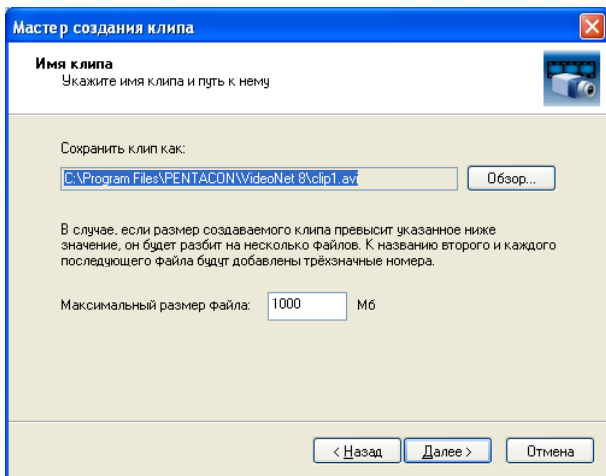 Мастер создания клипа
Имя клипа
Укажите имя клипа и путь к нему
Сохранить клип как:
C:\Program Files\PENTACON\VideoNet 8\clip1.avi
Обзор...
В случае, если размер создаваемого клипа превысит указанное ниже
значение, он будет разбит на несколько файлов. К названию второго и каждого
последующего файла будут добавлены трёхзначные номера.
Максимальный размер файла: 1000 Мб
< Назад Далее > Отмена